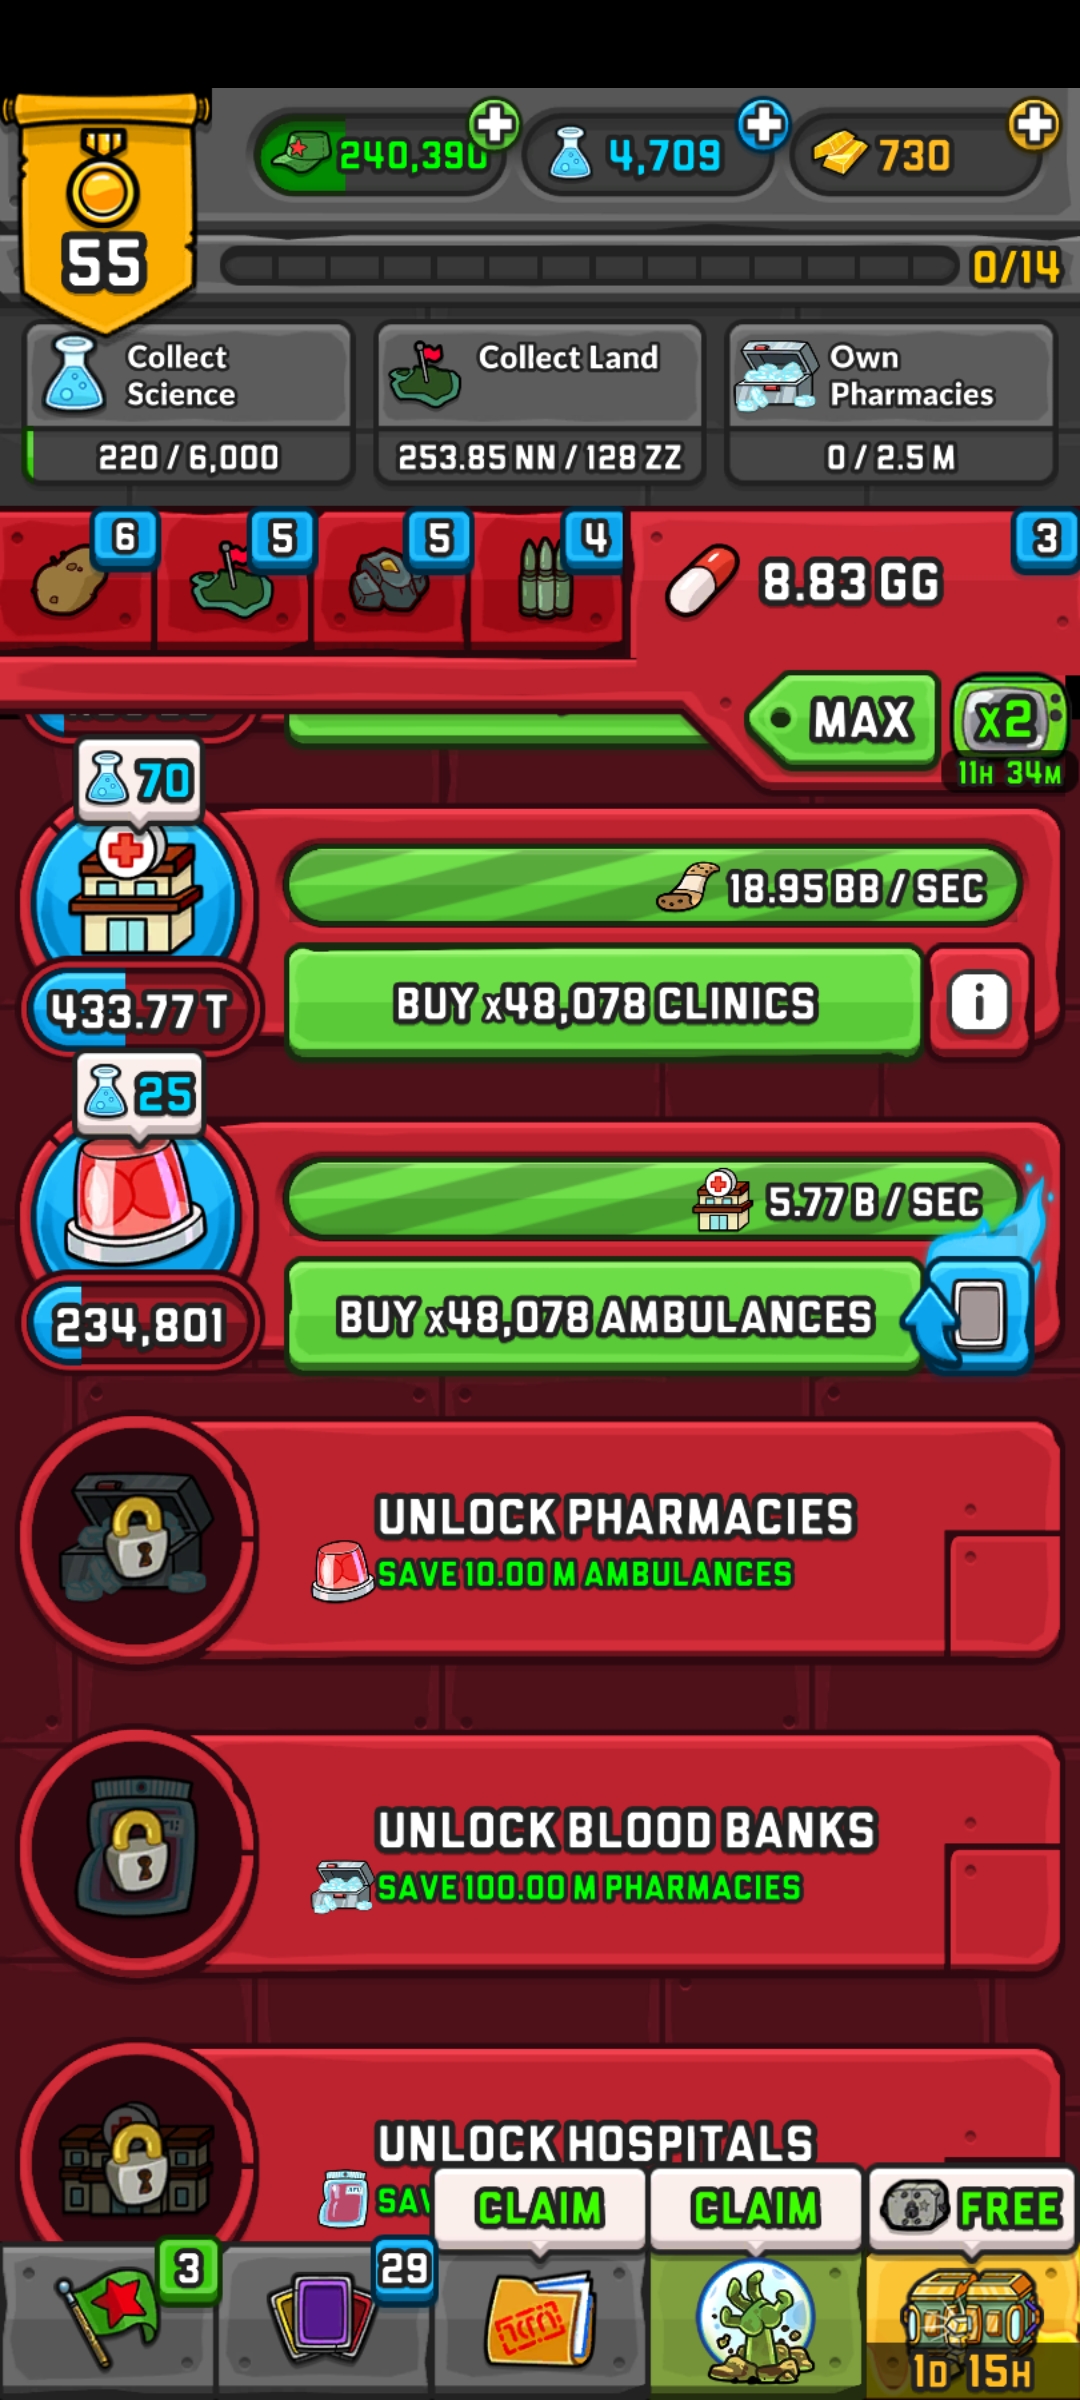 240,390
4,709
730
55
0/14
Collect
Science
220 / 6,000
Collect Land
253.85 NN / 128 ZZ
Own
Pharmacies
0 / 2.5 M
6
5
5
4
3
8.83 GG
MAX
x2
11H 34M
70
18.95 BB / SEC
433.77 T
BUY x48,078 CLINICS
i
25
5.77 B / SEC
234,801
BUY x48,078 AMBULANCES
UNLOCK PHARMACIES
SAVE 10.00 M AMBULANCES
UNLOCK BLOOD BANKS
SAVE 100.00 M PHARMACIES
UNLOCK HOSPITALS
CLAIM
CLAIM
FREE
3
29
1D 15H